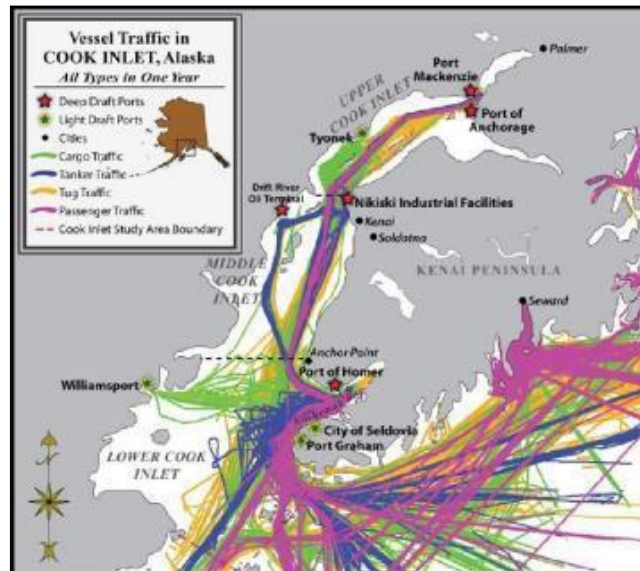 Vessel Traffic in
COOK INLET, Alaska
All Types in One Year
Deep Draft Ports
Light Draft Ports
Cities
Cargo Traffic
Tanker Traffic
Tug Traffic
Passenger Traffic
Cook Inlet Study Area Boundary
Palmer
Port
Mackenzie
UPPER
COOK INLET
Port of
Anchorage
Tyonek
Drift River
Oil Terminal
Nikiski Industrial Facilities
Kenai
Soldotna
MIDDLE
COOK
INLET
KENAI PENINSULA
Seward
Anchor Point
Port of Homer
Williamsport
City of Seldovia
Port Graham
LOWER COOK
INLET